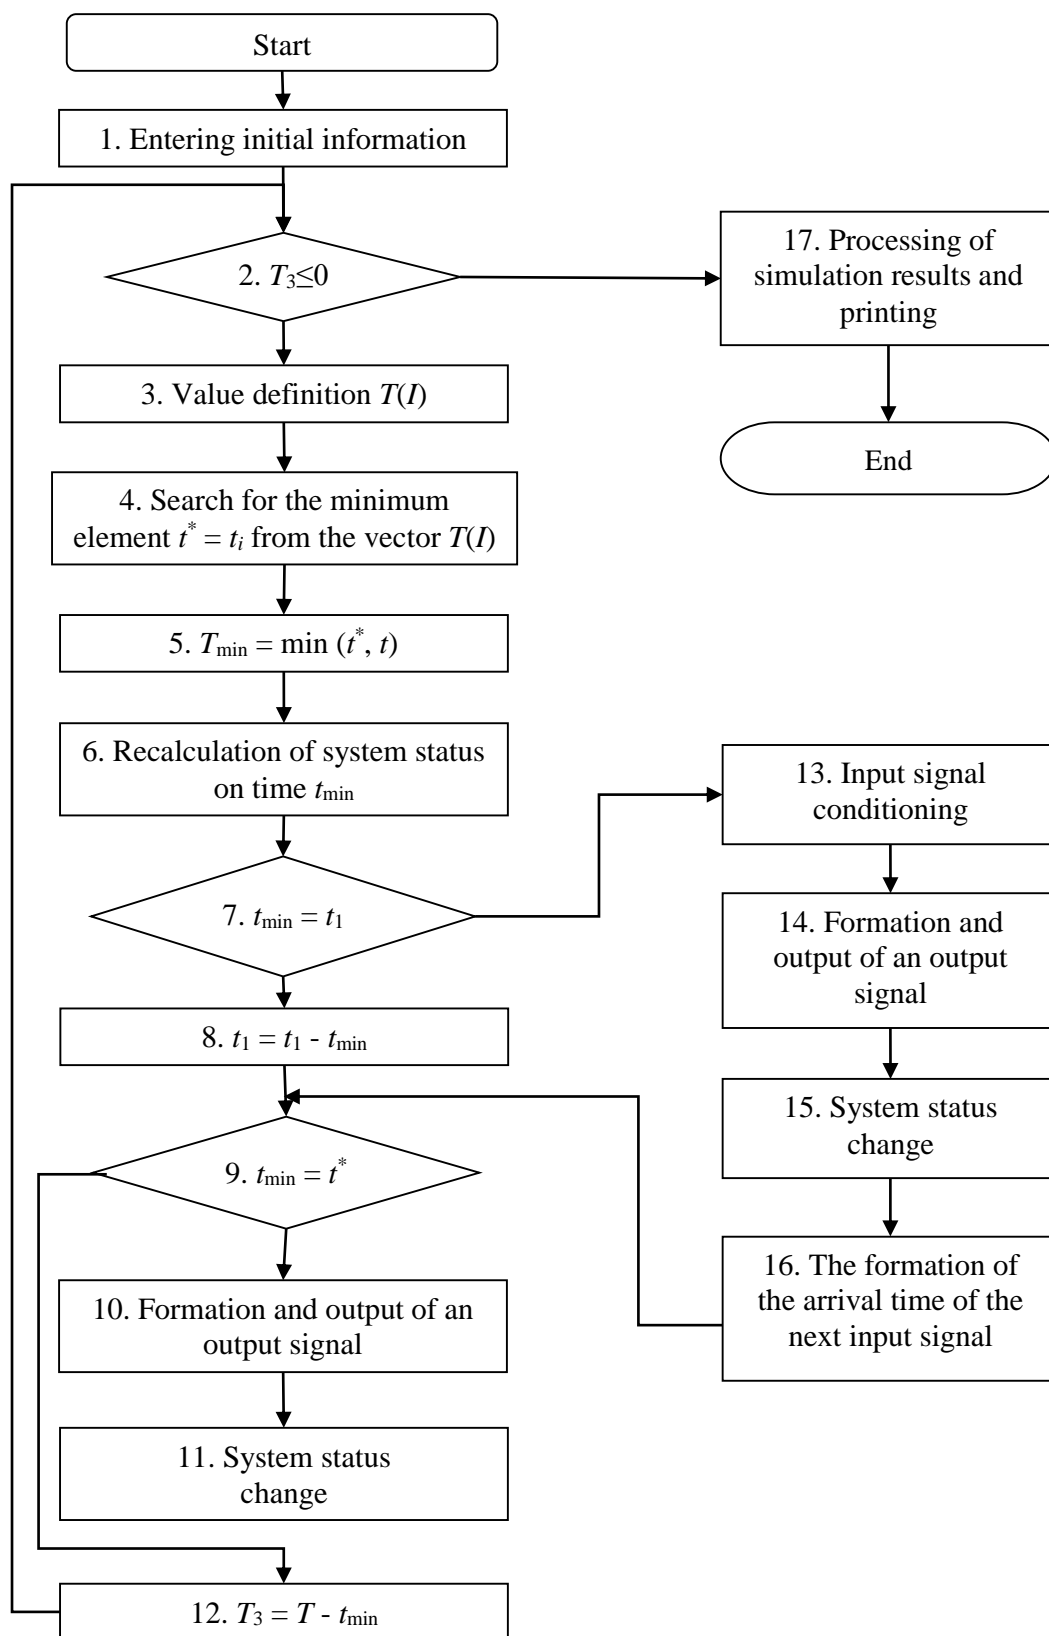 Start
1. Entering initial information
2. T₃≤0
17. Processing of
simulation results and
printing
3. Value definition T(I)
End
4. Search for the minimum
element t* = tᵢ from the vector T(I)
5. Tmin = min (t*, t)
6. Recalculation of system status
on time tmin
13. Input signal
conditioning
7. tmin = t₁
14. Formation and
output of an output
signal
8. t₁ = t₁ - tmin
15. System status
change
9. tmin = t*
16. The formation of
the arrival time of the
next input signal
10. Formation and output of an
output signal
11. System status
change
12. T₃ = T - tmin